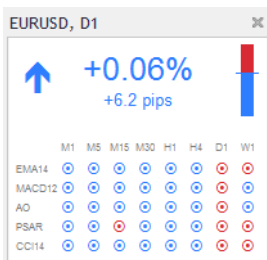 EURUSD, D1
+0.06%
+6.2 pips
M1 M5 M15 M30 H1 H4 D1 W1
EMA14
MACD12
AO
PSAR
CCI14